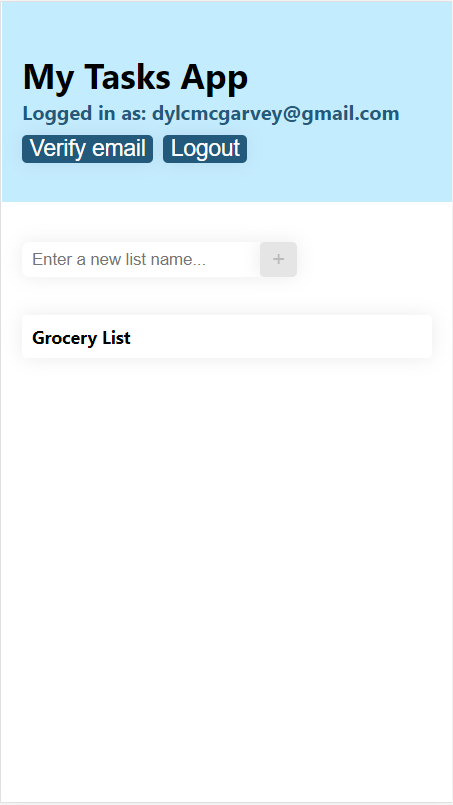 My Tasks App
Logged in as: dylcmcgarvey@gmail.com
Verify email Logout
Enter a new list name... +
Grocery List